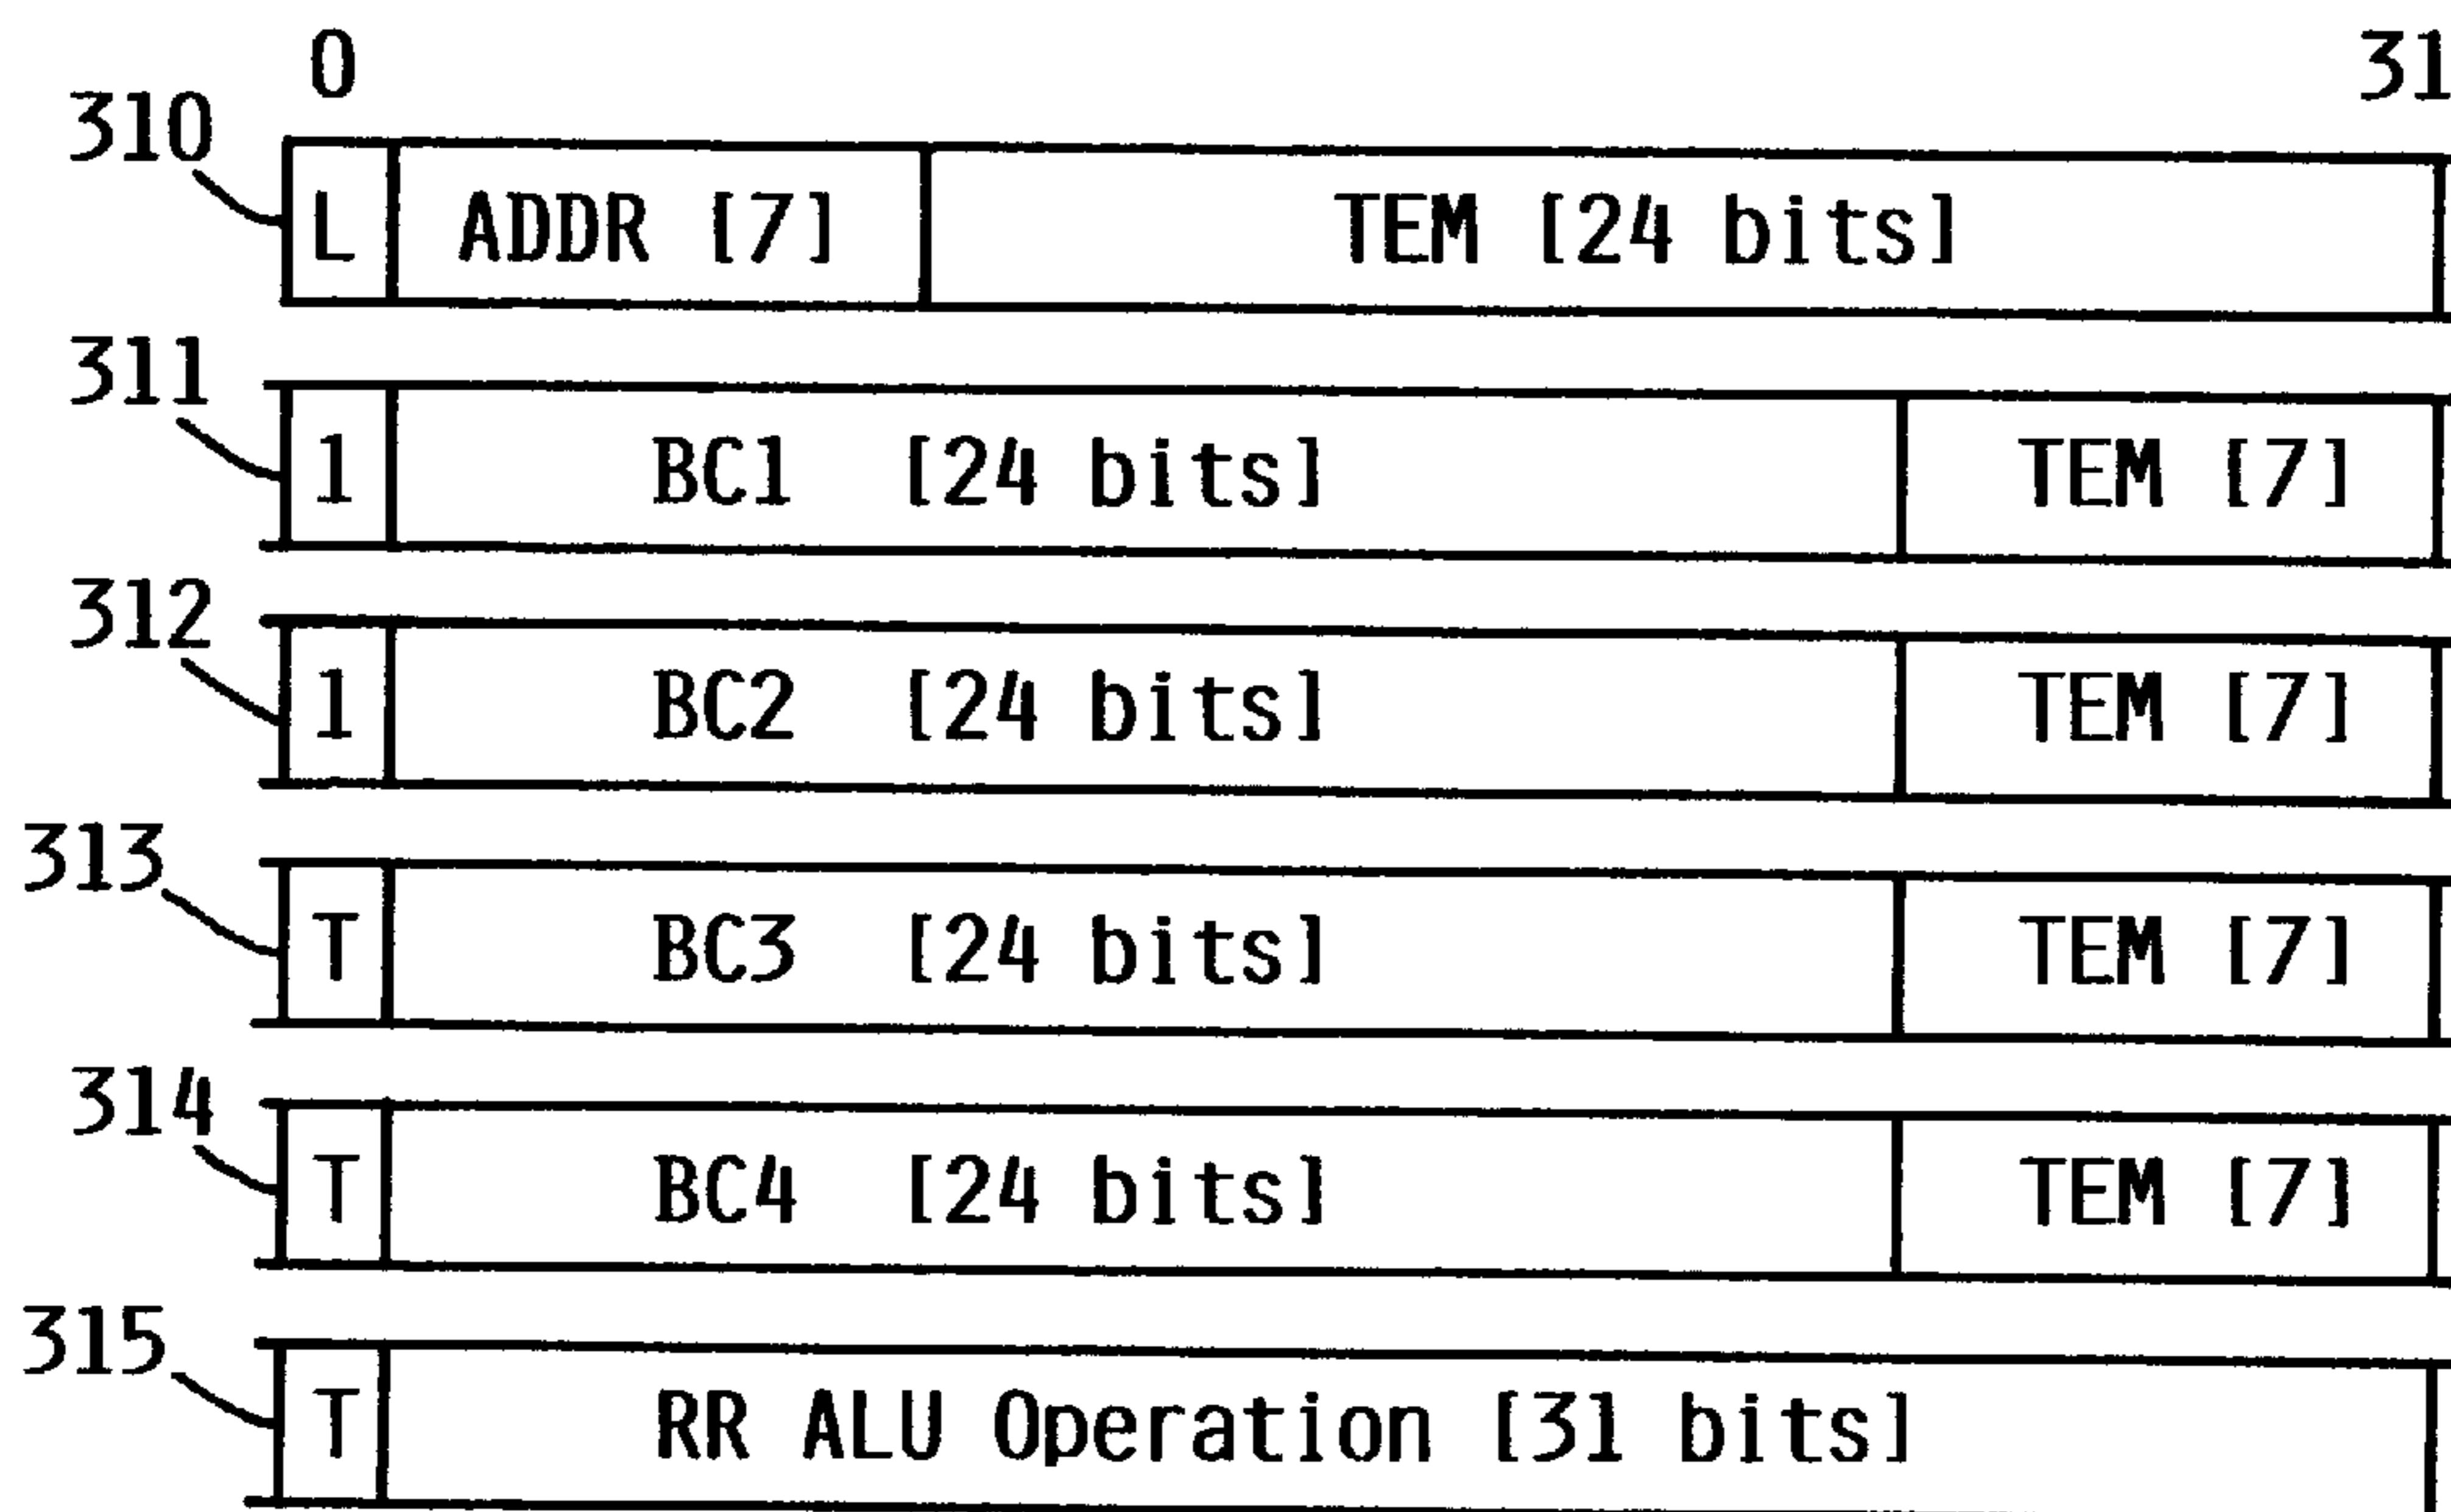 0 31
310 L ADDR [7] TEM [24 bits]
311 1 BC1 [24 bits] TEM [7]
312 1 BC2 [24 bits] TEM [7]
313 T BC3 [24 bits] TEM [7]
314 T BC4 [24 bits] TEM [7]
315 T RR ALU Operation [31 bits]